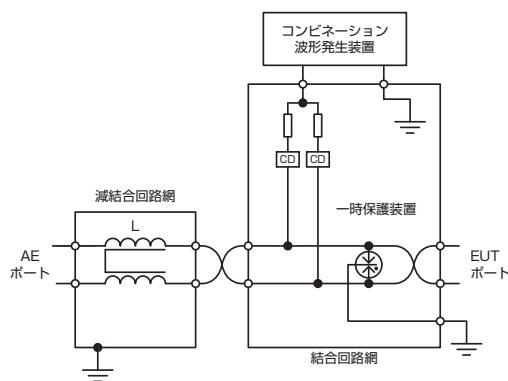 コンビネーション
波形発生装置
CD
CD
減結合回路網
一時保護装置
L
AE
ポート
EUT
ポート
結合回路網